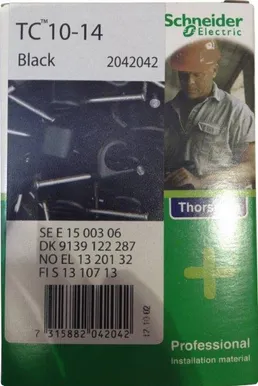 TC™ 10-14
Black 2042042
Schneider
Electric
Thors
SE E 15 003 06
DK 9139 122 287
NO EL 13 201 32
FI S 13 107 13
7 315882 042042
Professional
Installation material